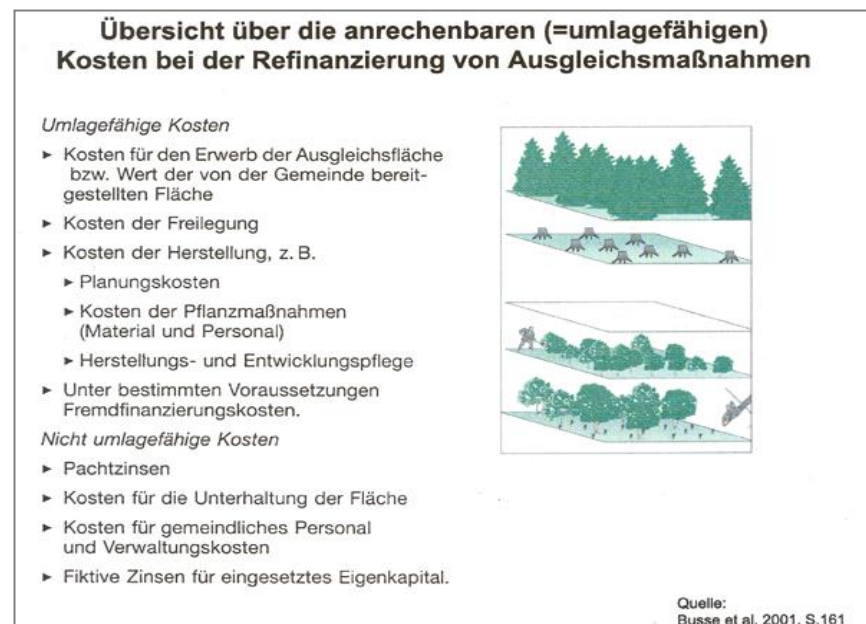 Übersicht über die anrechenbaren (=umlagefähigen)
Kosten bei der Refinanzierung von Ausgleichsmaßnahmen
Umlagefähige Kosten
► Kosten für den Erwerb der Ausgleichsfläche
bzw. Wert der von der Gemeinde bereit-
gestellten Fläche
► Kosten der Freilegung
► Kosten der Herstellung, z. B.
► Planungskosten
► Kosten der Pflanzmaßnahmen
(Material und Personal)
► Herstellungs- und Entwicklungspflege
► Unter bestimmten Voraussetzungen
Fremdfinanzierungskosten.
Nicht umlagefähige Kosten
► Pachtzinsen
► Kosten für die Unterhaltung der Fläche
► Kosten für gemeindliches Personal
und Verwaltungskosten
► Fiktive Zinsen für eingesetztes Eigenkapital.
Quelle:
Busse et al. 2001, S.161